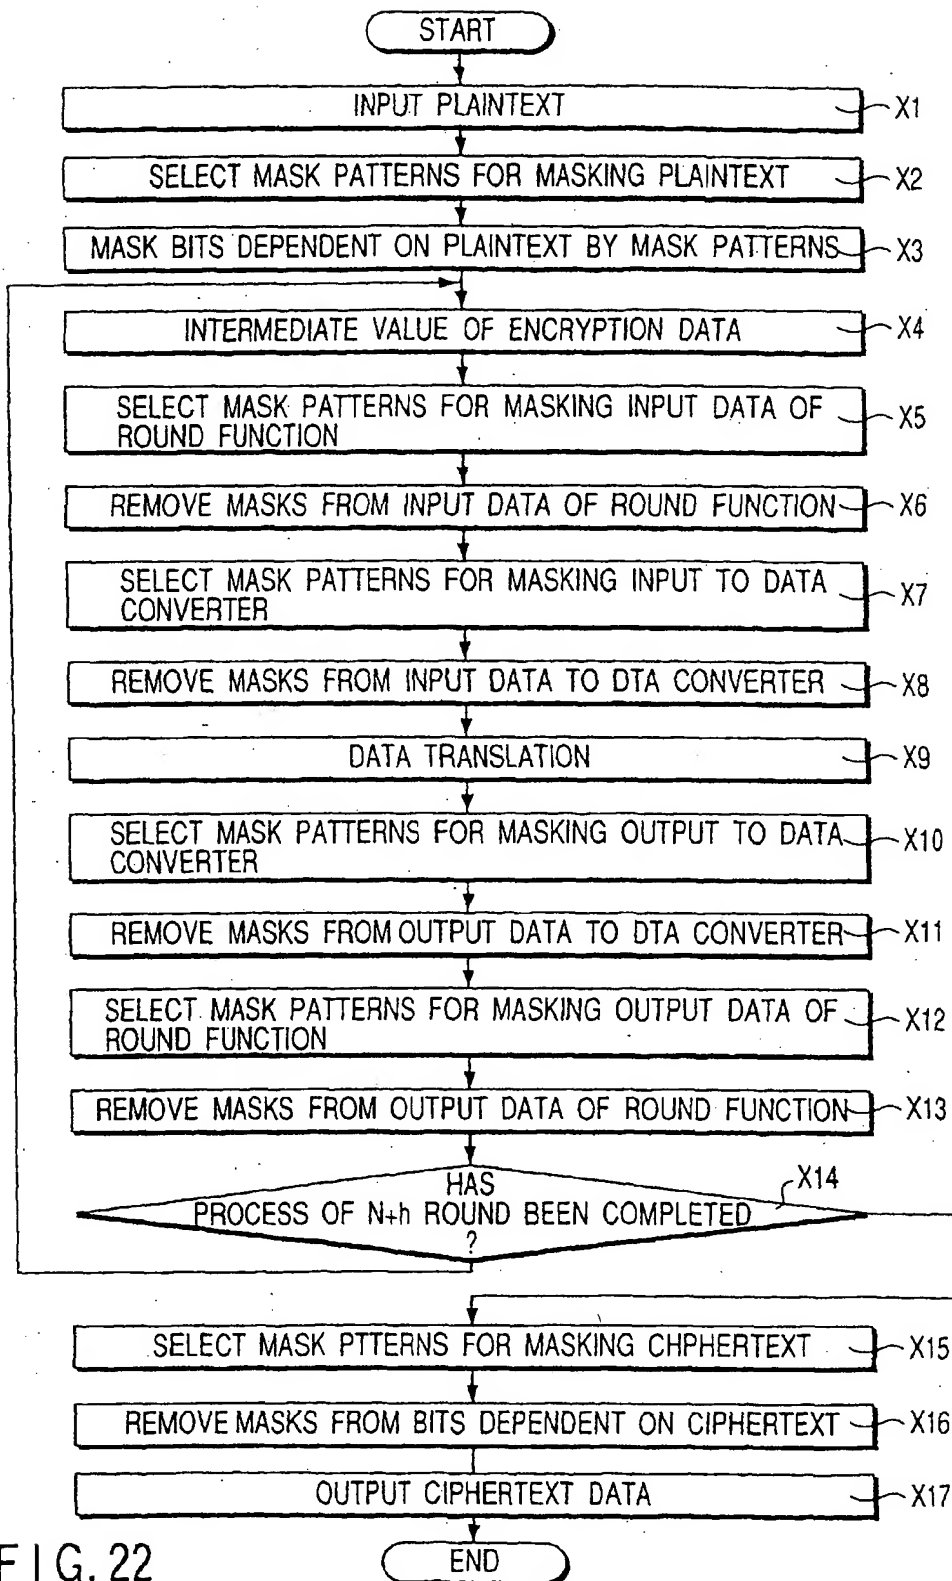 START
INPUT PLAINTEXT
X1
SELECT MASK PATTERNS FOR MASKING PLAINTEXT
X2
MASK BITS DEPENDENT ON PLAINTEXT BY MASK PATTERNS
X3
INTERMEDIATE VALUE OF ENCRYPTION DATA
X4
SELECT MASK PATTERNS FOR MASKING INPUT DATA OF
ROUND FUNCTION
X5
REMOVE MASKS FROM INPUT DATA OF ROUND FUNCTION
X6
SELECT MASK PATTERNS FOR MASKING INPUT TO DATA
CONVERTER
X7
REMOVE MASKS FROM INPUT DATA TO DTA CONVERTER
X8
DATA TRANSLATION
X9
SELECT MASK PATTERNS FOR MASKING OUTPUT TO DATA
CONVERTER
X10
REMOVE MASKS FROM OUTPUT DATA TO DTA CONVERTER
X11
SELECT MASK PATTERNS FOR MASKING OUTPUT DATA OF
ROUND FUNCTION
X12
REMOVE MASKS FROM OUTPUT DATA OF ROUND FUNCTION
X13
X14
HAS
PROCESS OF N+h ROUND BEEN COMPLETED
?
SELECT MASK PTTERNS FOR MASKING CHPHERTEXT
X15
REMOVE MASKS FROM BITS DEPENDENT ON CIPHERTEXT
X16
OUTPUT CIPHERTEXT DATA
X17
END
FIG. 22